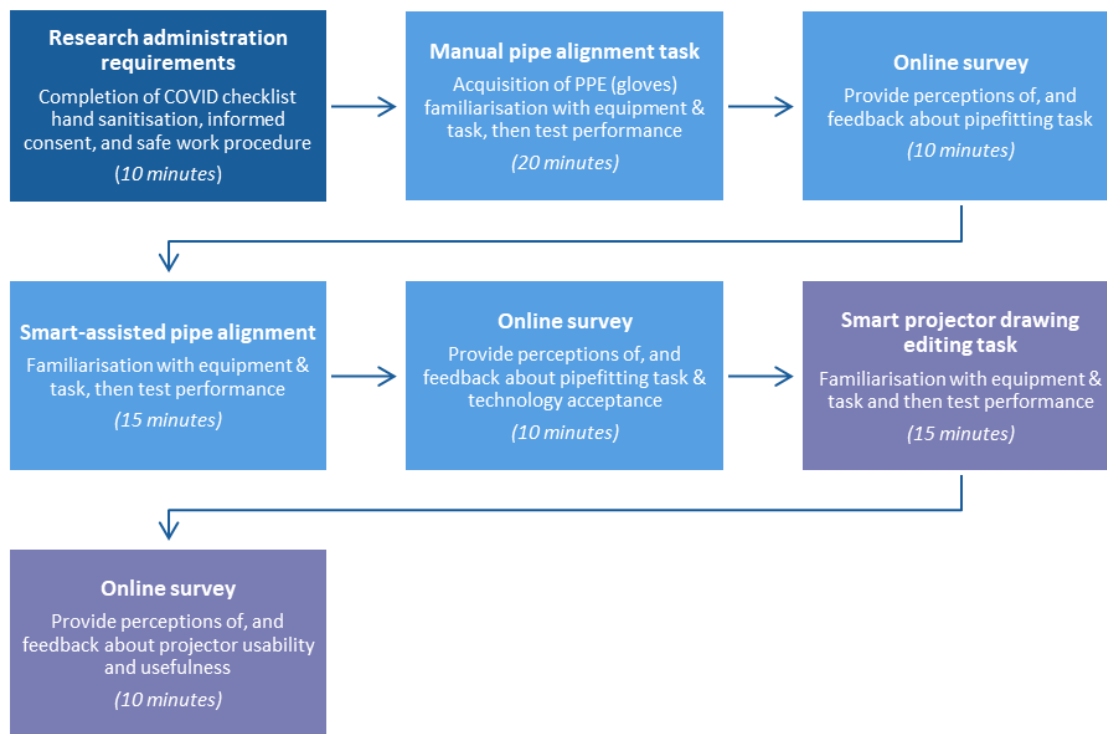 Research administration
requirements
Completion of COVID checklist
hand sanitisation, informed
consent, and safe work procedure
(10 minutes)
Manual pipe alignment task
Acquisition of PPE (gloves)
familiarisation with equipment &
task, then test performance
(20 minutes)
Online survey
Provide perceptions of, and
feedback about pipefitting task
(10 minutes)
Smart-assisted pipe alignment
Familiarisation with equipment &
task, then test performance
(15 minutes)
Online survey
Provide perceptions of, and
feedback about pipefitting task &
technology acceptance
(10 minutes)
Smart projector drawing
editing task
Familiarisation with equipment &
task and then test performance
(15 minutes)
Online survey
Provide perceptions of, and
feedback about projector usability
and usefulness
(10 minutes)